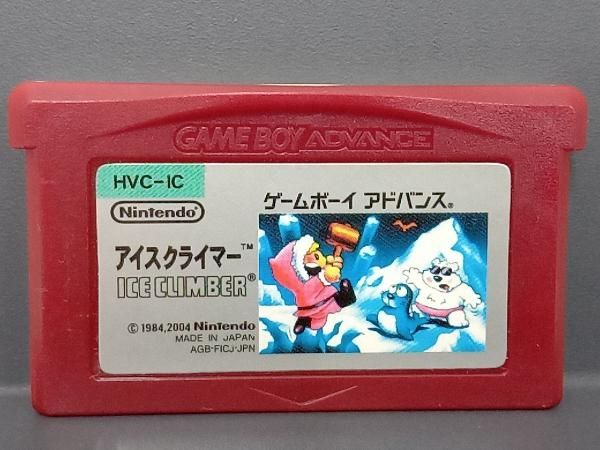 GAME BOY ADVANCE
HVC-IC
Nintendo
ゲームボーイ アドバンス®
アイスクライマー™
ICE CLIMBER®
© 1984,2004 Nintendo
MADE IN JAPAN
AGB-FICJ-JPN